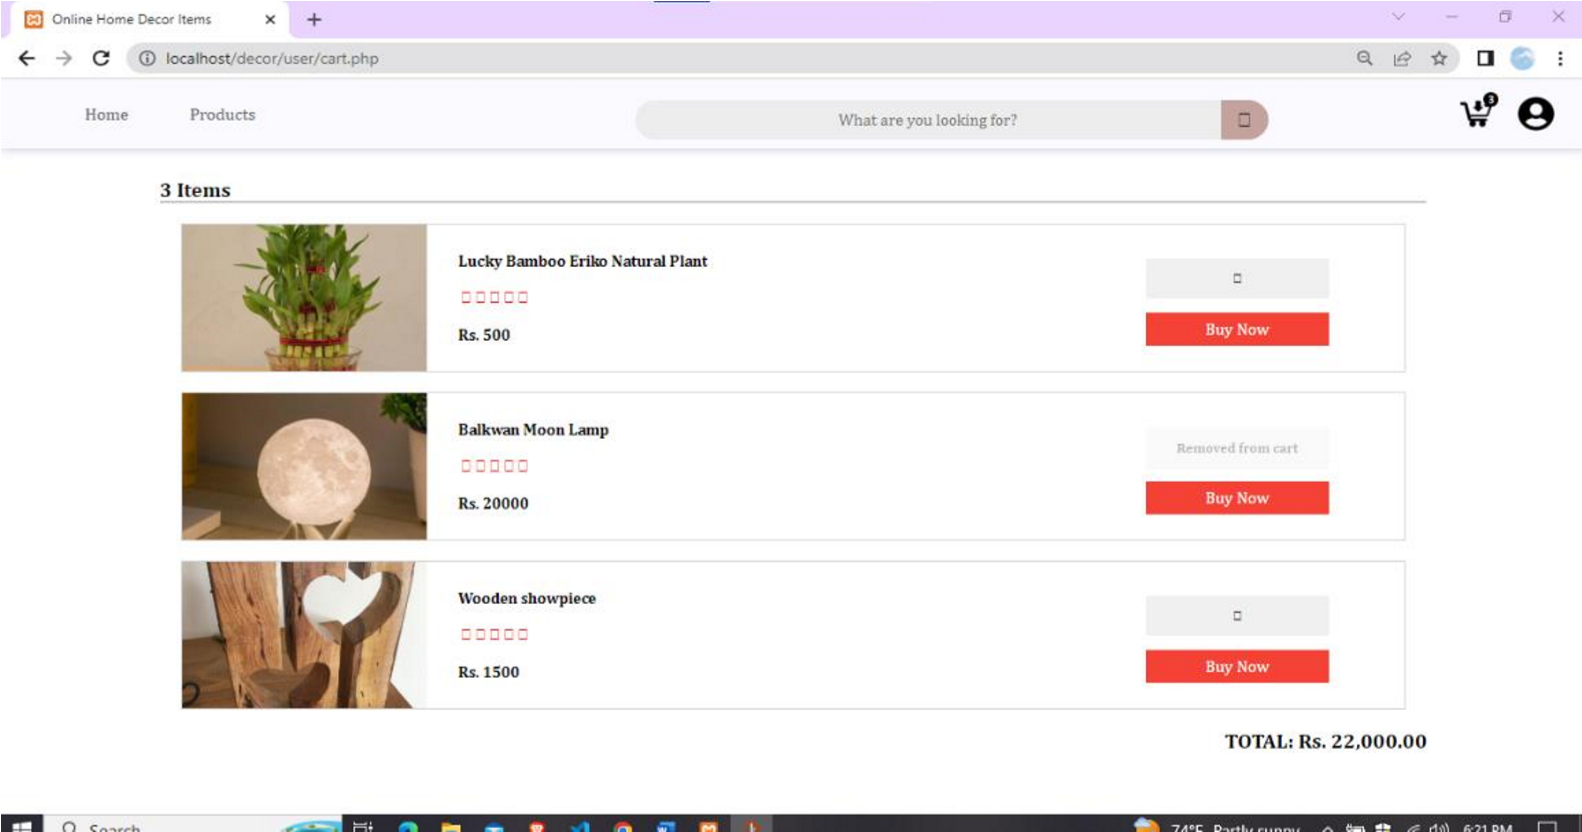 Online Home Decor Items
localhost/decor/user/cart.php
Home Products What are you looking for? 3
3 Items
Lucky Bamboo Eriko Natural Plant
Rs. 500
Buy Now
Balkwan Moon Lamp
Removed from cart
Rs. 20000
Buy Now
Wooden showpiece
Rs. 1500
Buy Now
TOTAL: Rs. 22,000.00
Search 74°F Partly sunny 6:21 PM